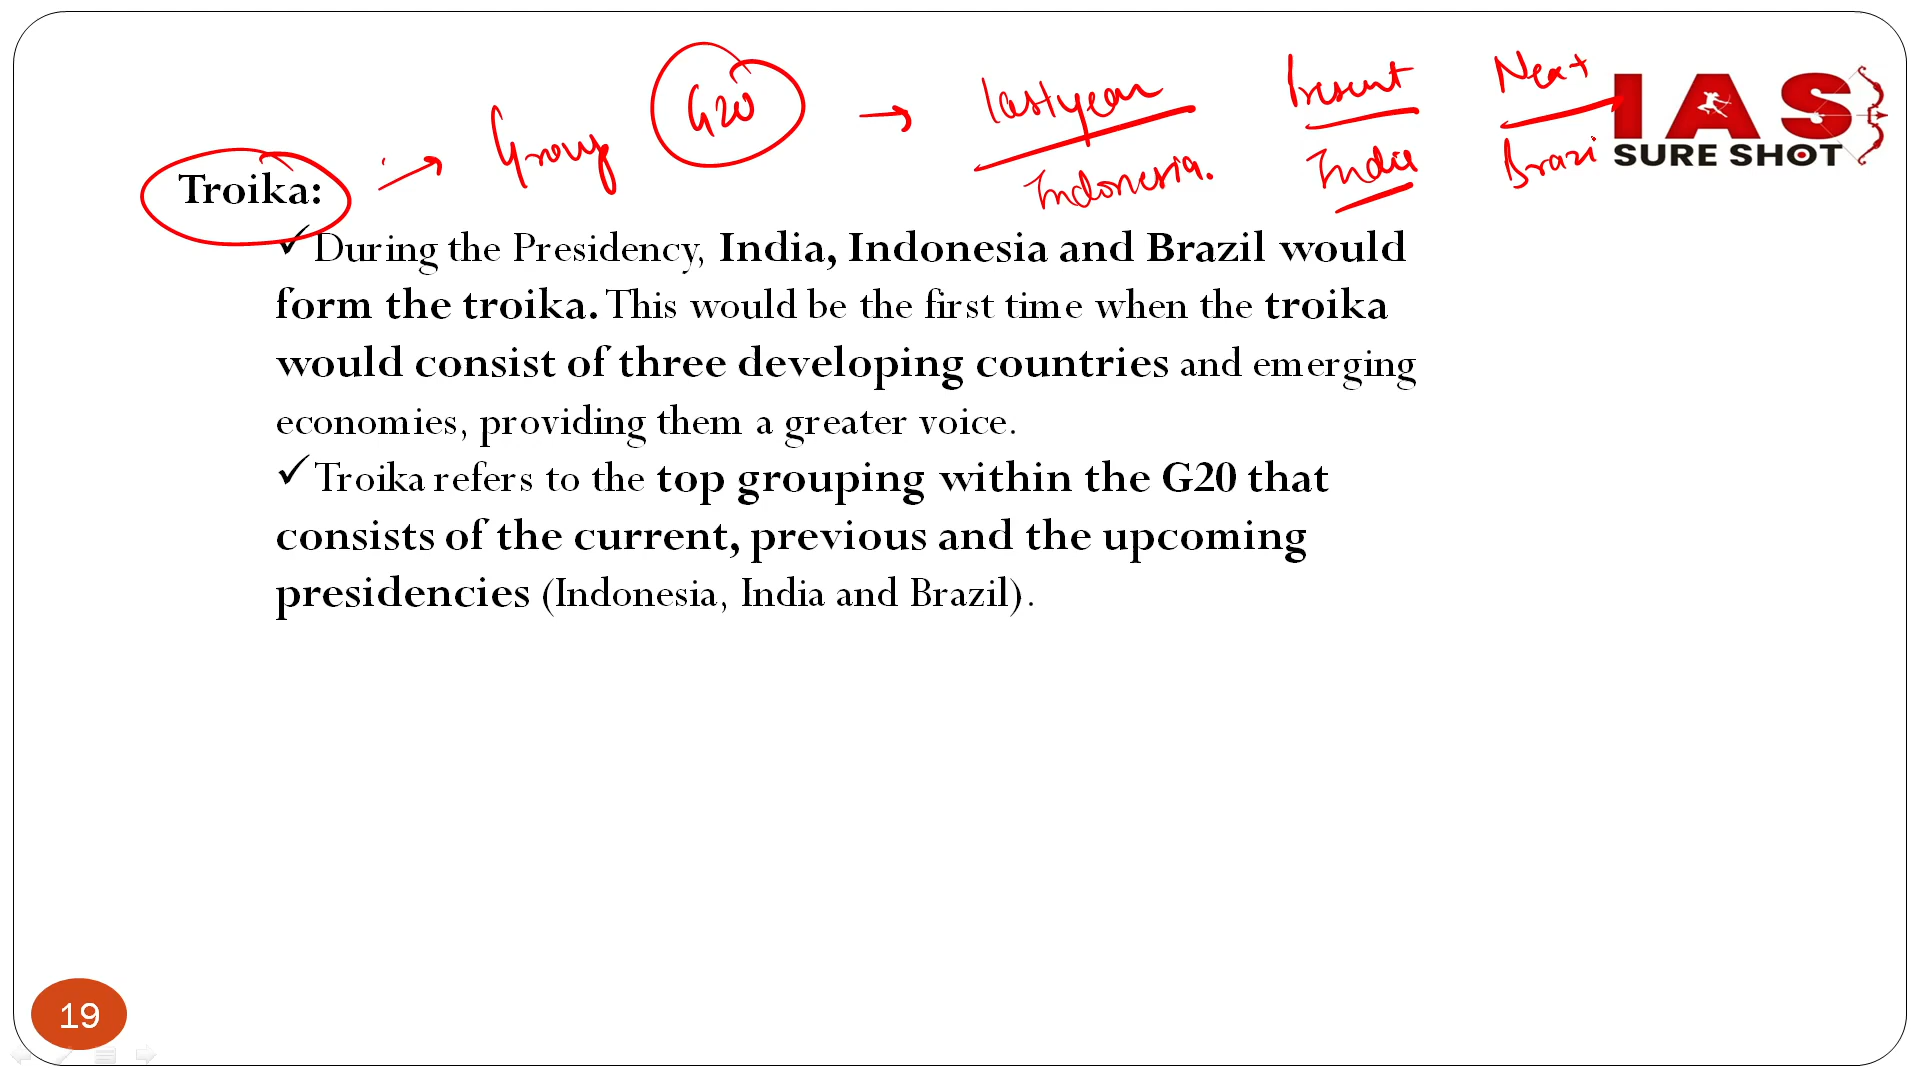 Group G20 → last year Present Next
Indonesia. India Brazi
IAS
SURE SHOT
Troika:
✓During the Presidency, India, Indonesia and Brazil would
form the troika. This would be the first time when the troika
would consist of three developing countries and emerging
economies, providing them a greater voice.
✓Troika refers to the top grouping within the G20 that
consists of the current, previous and the upcoming
presidencies (Indonesia, India and Brazil).
19